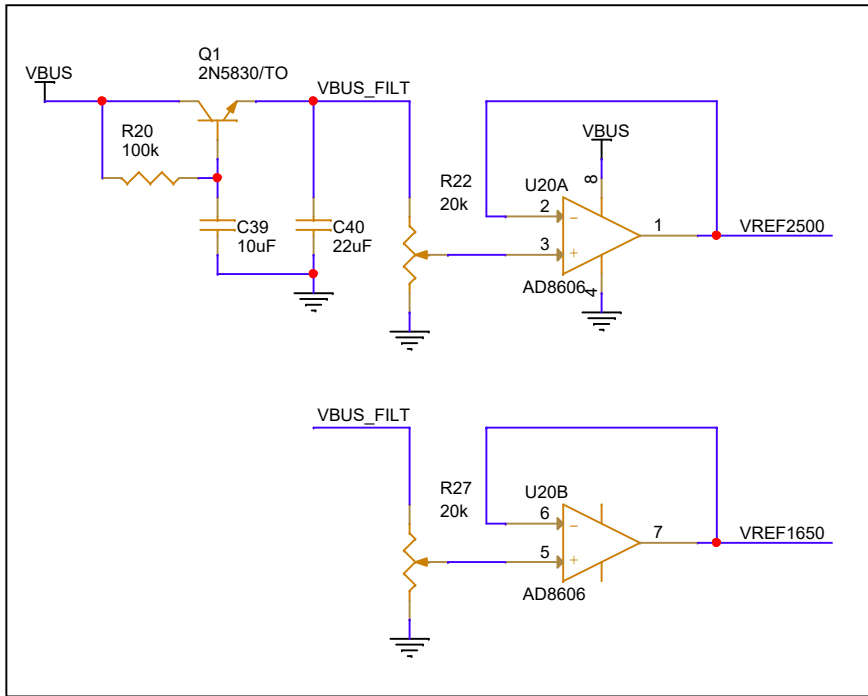 Q1
2N5830/TO
VBUS
VBUS_FILT
R20
100k
C39
10uF
C40
22uF
R22
20k
VBUS
U20A
8
2
-
3
+
1
VREF2500
AD8606
4
VBUS_FILT
R27
20k
U20B
6
-
5
+
7
VREF1650
AD8606